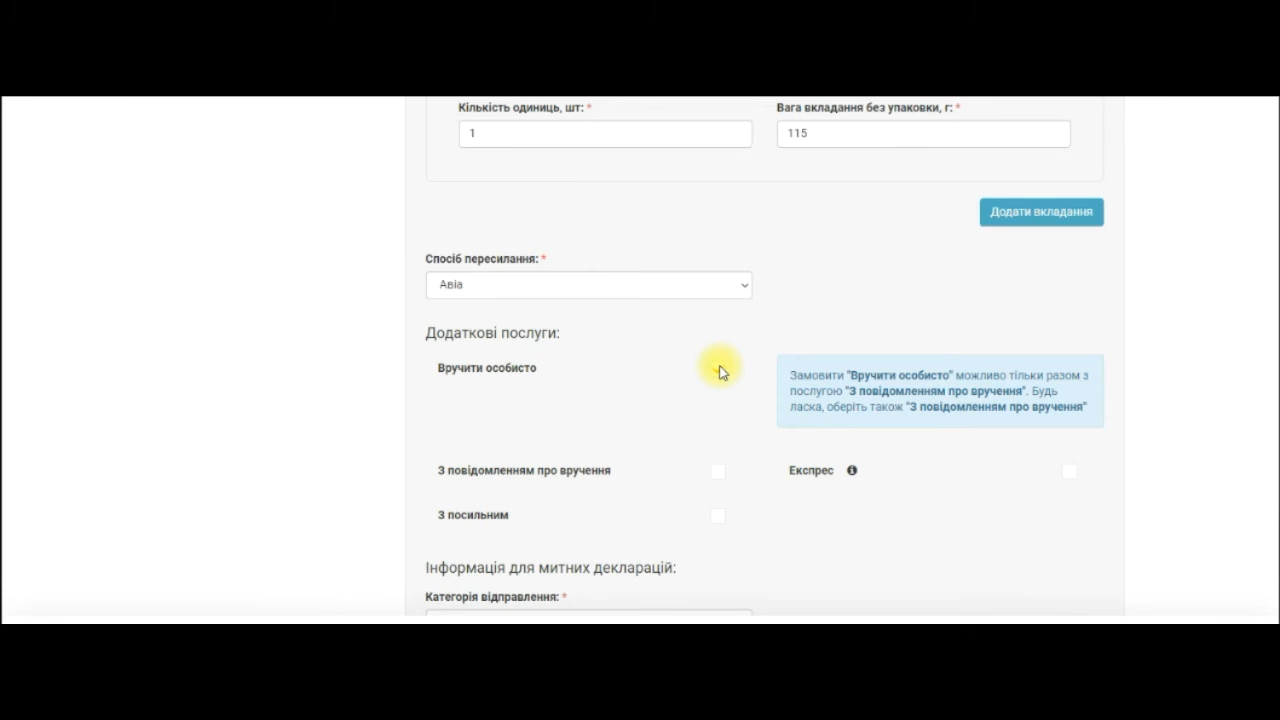 Кількість одиниць, шт: *
Вага вкладання без упаковки, г: *
1
115
Додати вкладання
Спосіб пересилання: *
Авіа
Додаткові послуги:
Вручити особисто
Замовити "Вручити особисто" можливо тільки разом з
послугою "З повідомленням про вручення". Будь
ласка, оберіть також "З повідомленням про вручення"
З повідомленням про вручення
Експрес
З посильним
Інформація для митних декларацій:
Категорія відправлення: *